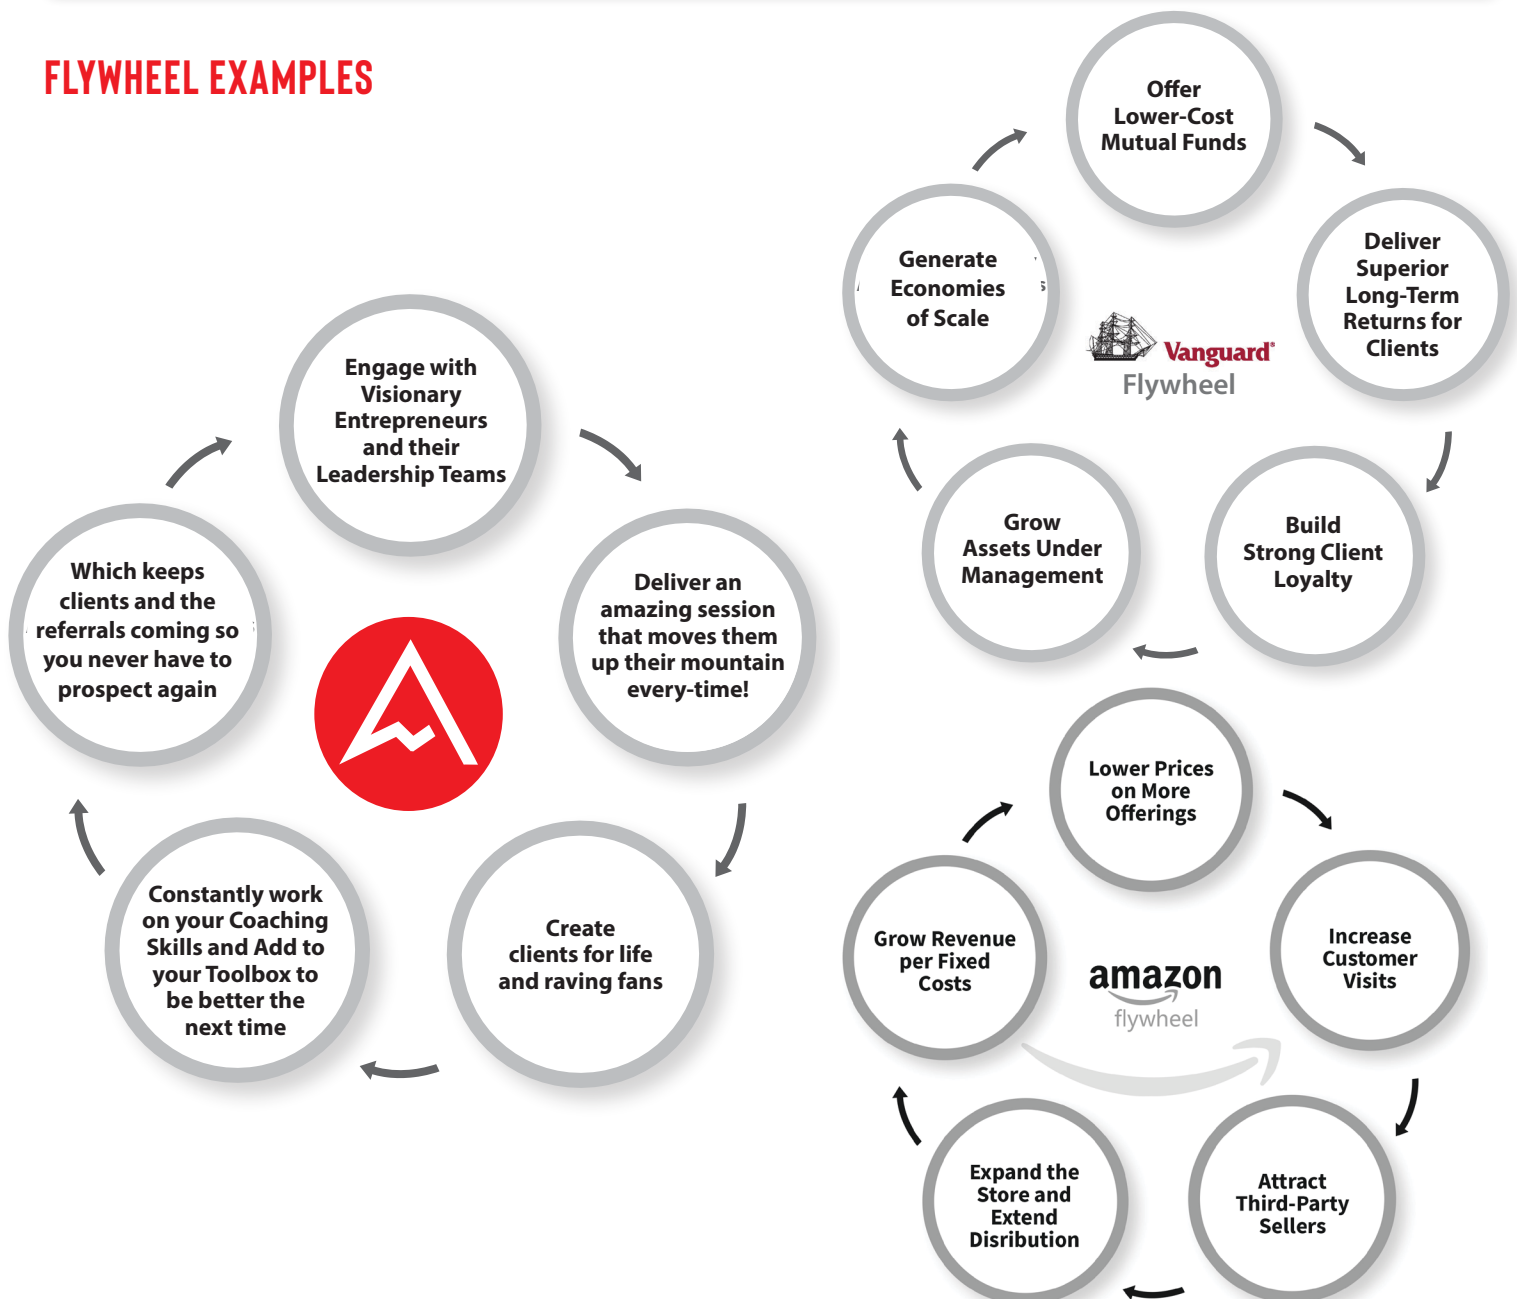 FLYWHEEL EXAMPLES
Engage with
Visionary
Entrepreneurs
and their
Leadership Teams
Deliver an
amazing session
that moves them
up their mountain
every-time!
Create
clients for life
and raving fans
Constantly work
on your Coaching
Skills and Add to
your Toolbox to
be better the
next time
Which keeps
clients and the
referrals coming so
you never have to
prospect again
Offer
Lower-Cost
Mutual Funds
Deliver
Superior
Long-Term
Returns for
Clients
Build
Strong Client
Loyalty
Grow
Assets Under
Management
Generate
Economies
of Scale
Vanguard®
Flywheel
Lower Prices
on More
Offerings
Increase
Customer
Visits
Attract
Third-Party
Sellers
Expand the
Store and
Extend
Disribution
Grow Revenue
per Fixed
Costs
amazon
flywheel